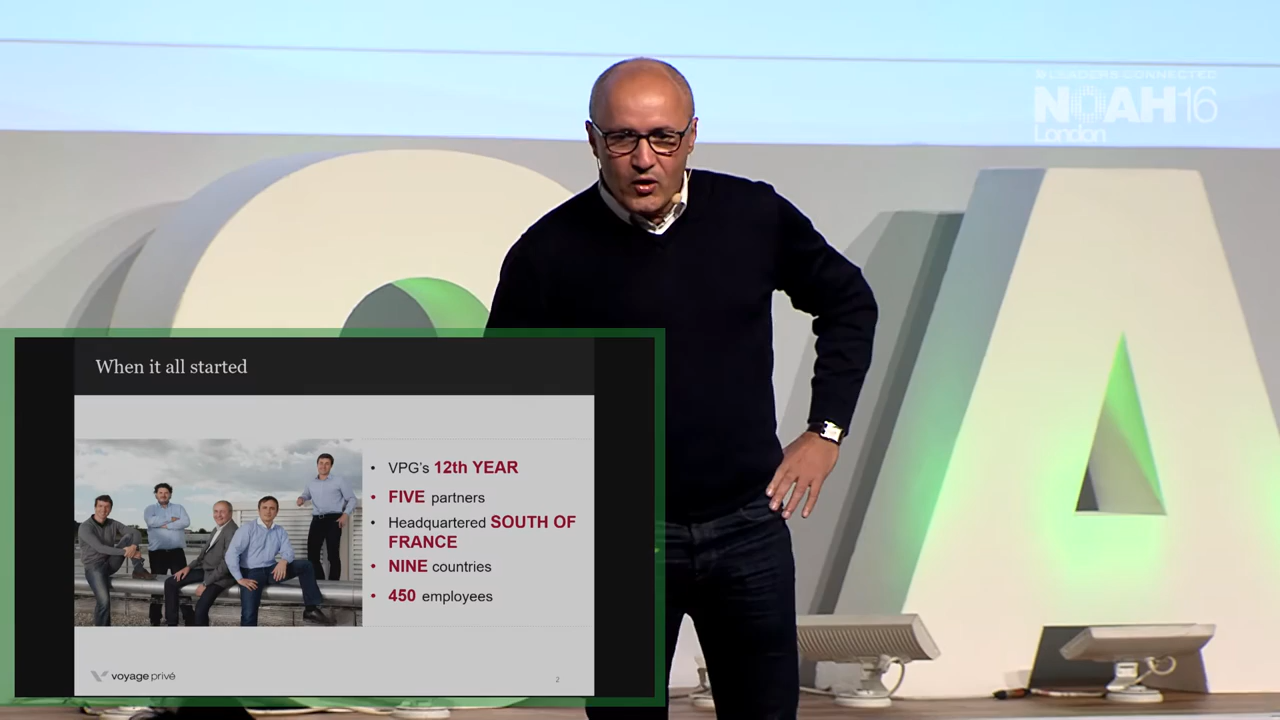 LEADERS CONNECTED
NOAH16
London
When it all started
• VPG's 12th YEAR
• FIVE partners
• Headquartered SOUTH OF
FRANCE
• NINE countries
• 450 employees
voyage privé
2